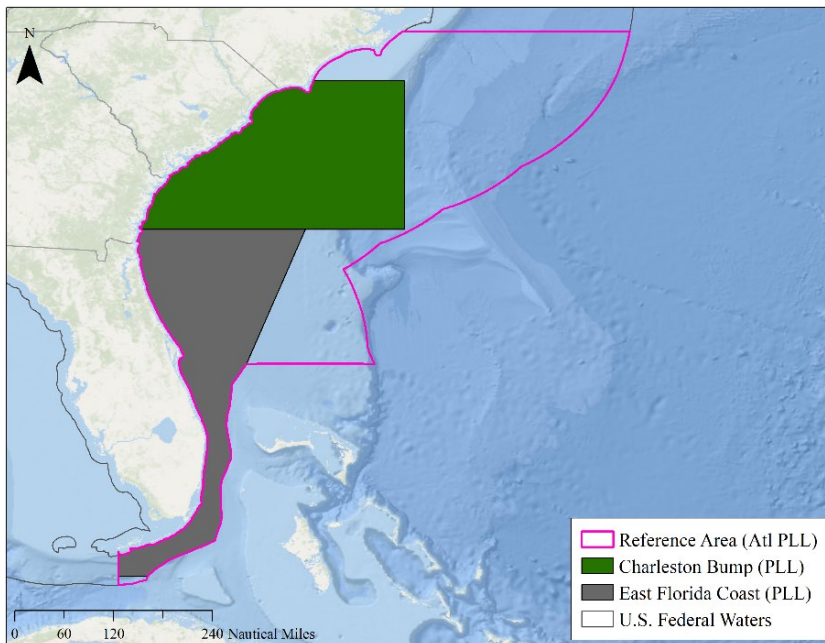 N
Reference Area (Atl PLL)
Charleston Bump (PLL)
East Florida Coast (PLL)
U.S. Federal Waters
0 60 120 240 Nautical Miles